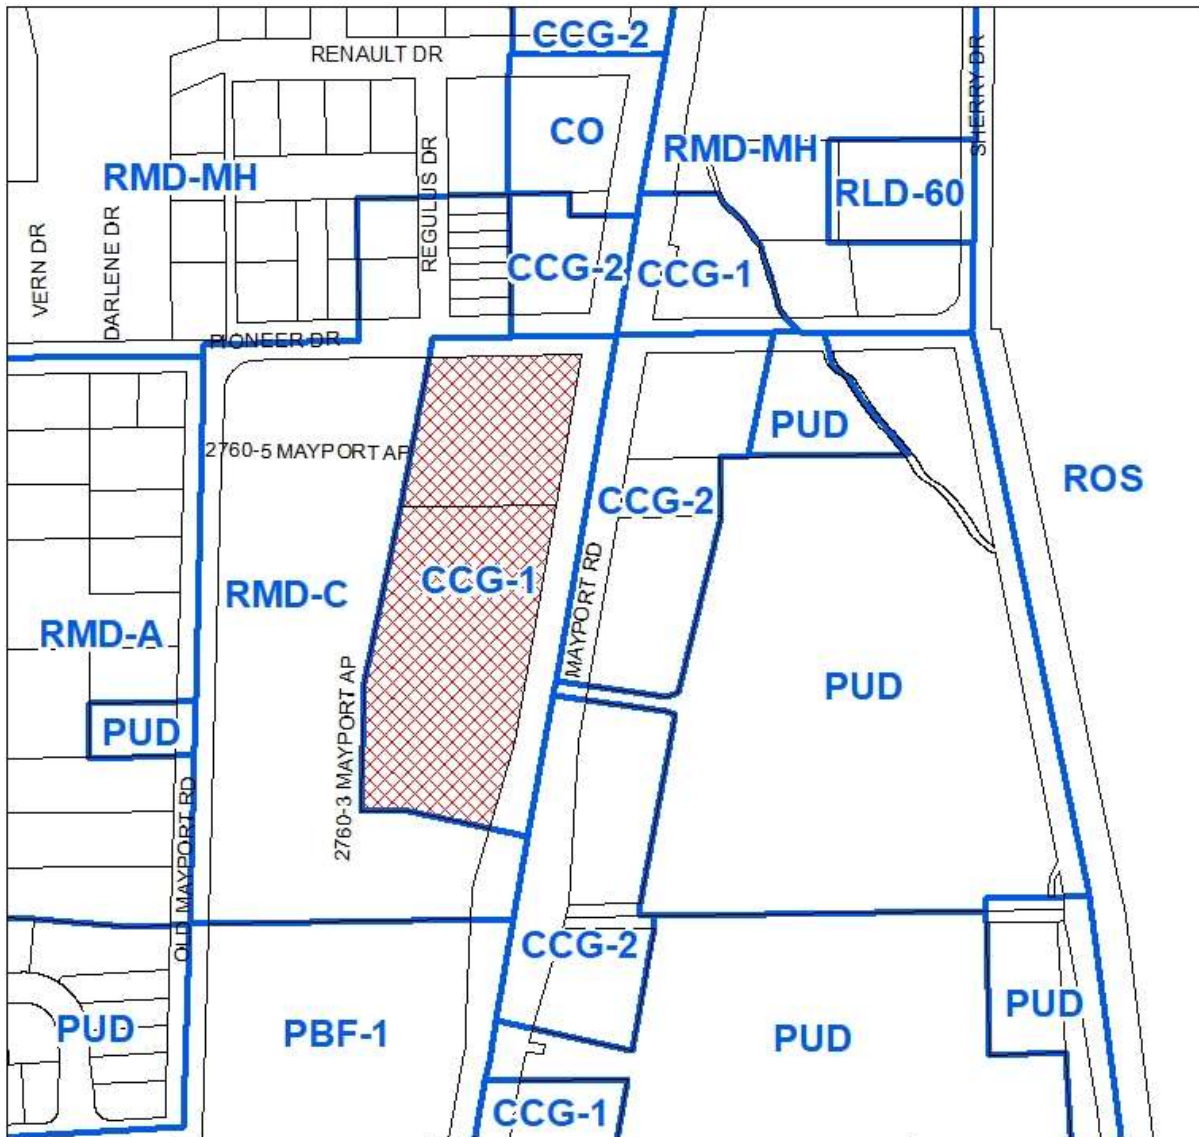 CCG-2
RENAULT DR
SHERRY DR
CO
RMD-MH
RMD-MH
REGULUS DR
RLD-60
VERN DR
DARLENE DR
CCG-2
CCG-1
PIONEER DR
PUD
2760-5 MAYPORT AP
ROS
CCG-2
CCG-1
RMD-C
MAYPORT RD
RMD-A
PUD
PUD
2760-3 MAYPORT AP
OLD MAYPORT RD
CCG-2
PUD
PBF-1
PUD
PUD
CCG-1